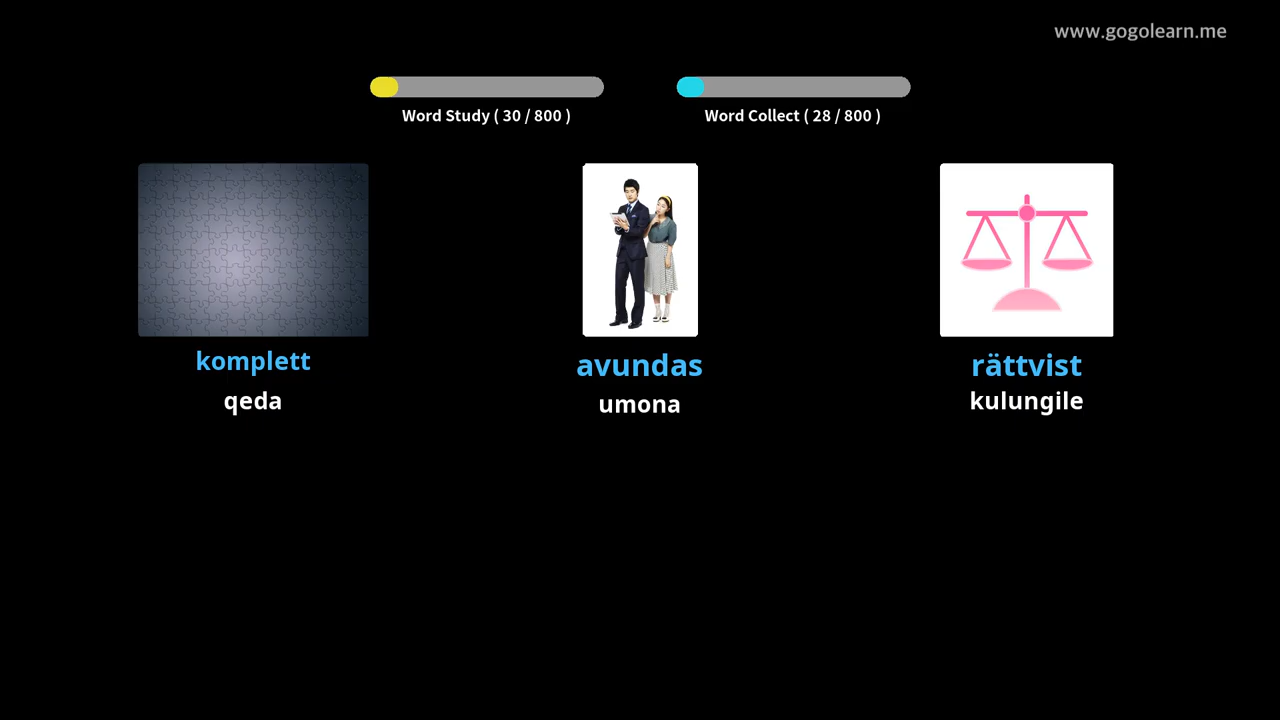 www.gogolearn.me
Word Study ( 30 / 800 )
Word Collect ( 28 / 800 )
komplett
qeda
avundas
umona
rättvist
kulungile